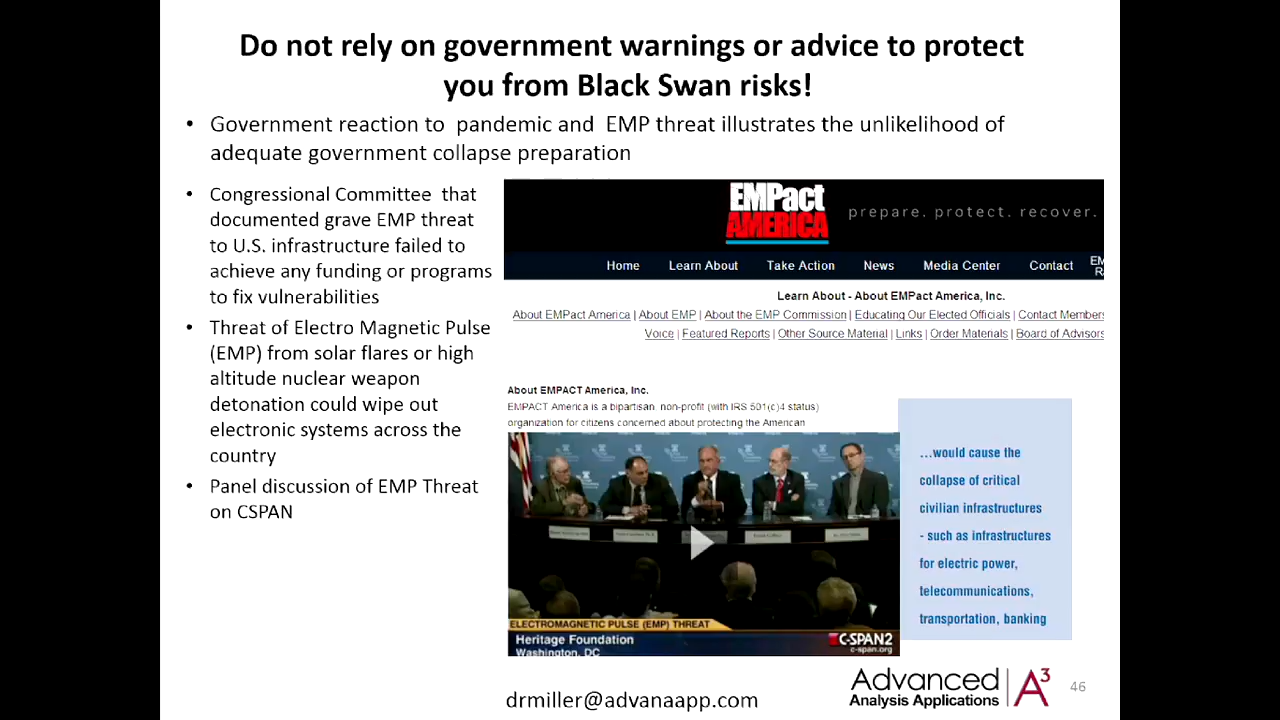 Do not rely on government warnings or advice to protect
you from Black Swan risks!
• Government reaction to pandemic and EMP threat illustrates the unlikelihood of
adequate government collapse preparation
• Congressional Committee that
documented grave EMP threat
to U.S. infrastructure failed to
achieve any funding or programs
to fix vulnerabilities
• Threat of Electro Magnetic Pulse
(EMP) from solar flares or high
altitude nuclear weapon
detonation could wipe out
electronic systems across the
country
• Panel discussion of EMP Threat
on CSPAN
EMPact
AMERICA
prepare. protect. recover.
Home Learn About Take Action News Media Center Contact EM
R
Learn About - About EMPact America, Inc.
About EMPact America | About EMP | About the EMP Commission | Educating Our Elected Officials | Contact Members
Voice | Featured Reports | Other Source Material | Links | Order Materials | Board of Advisors
About EMPACT America, Inc.
EMPACT America is a bipartisan non-profit (with IRS 501(c)4 status)
organization for citizens concerned about protecting the American
ELECTROMAGNETIC PULSE (EMP) THREAT
Heritage Foundation
Washington, DC
C-SPAN2
c-span.org
...would cause the
collapse of critical
civilian infrastructures
- such as infrastructures
for electric power,
telecommunications,
transportation, banking
drmiller@advanaapp.com
Advanced
Analysis Applications
A3
46